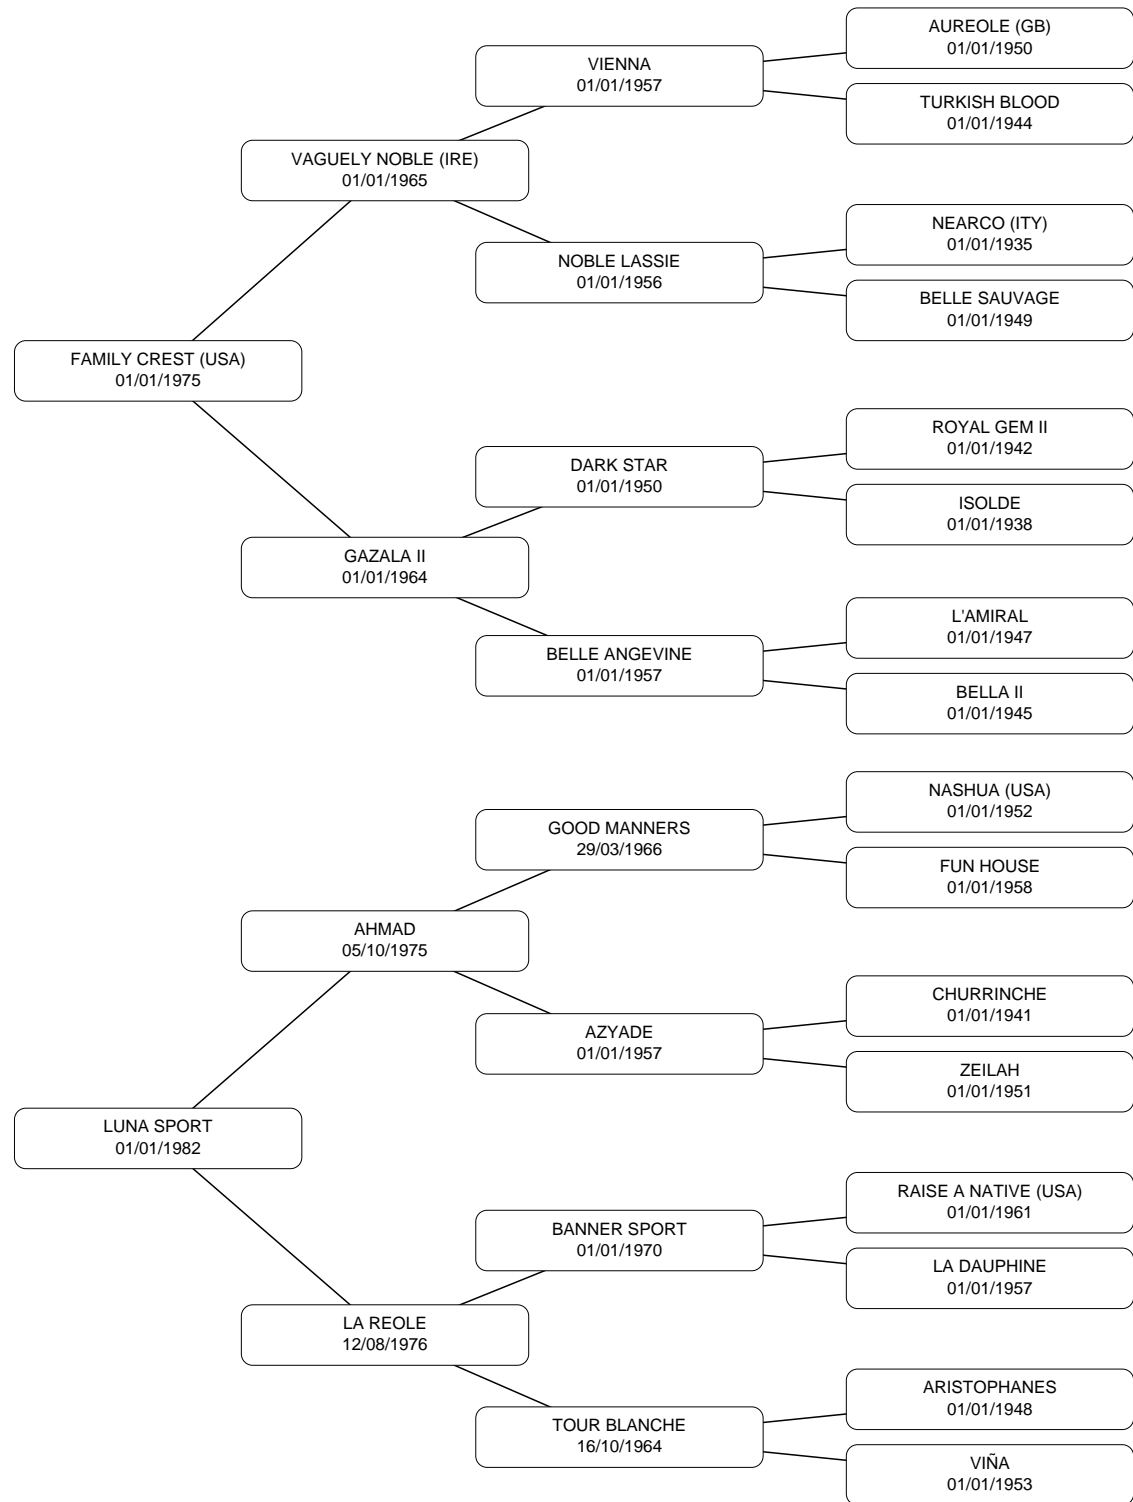 AUREOLE (GB)
01/01/1950
VIENNA
01/01/1957
TURKISH BLOOD
01/01/1944
VAGUELY NOBLE (IRE)
01/01/1965
NEARCO (ITY)
01/01/1935
NOBLE LASSIE
01/01/1956
BELLE SAUVAGE
01/01/1949
FAMILY CREST (USA)
01/01/1975
ROYAL GEM II
01/01/1942
DARK STAR
01/01/1950
ISOLDE
01/01/1938
GAZALA II
01/01/1964
L'AMIRAL
01/01/1947
BELLE ANGEVINE
01/01/1957
BELLA II
01/01/1945
NASHUA (USA)
01/01/1952
GOOD MANNERS
29/03/1966
FUN HOUSE
01/01/1958
AHMAD
05/10/1975
CHURRINCHE
01/01/1941
AZYADE
01/01/1957
ZEILAH
01/01/1951
LUNA SPORT
01/01/1982
RAISE A NATIVE (USA)
01/01/1961
BANNER SPORT
01/01/1970
LA DAUPHINE
01/01/1957
LA REOLE
12/08/1976
ARISTOPHANES
01/01/1948
TOUR BLANCHE
16/10/1964
VIÑA
01/01/1953